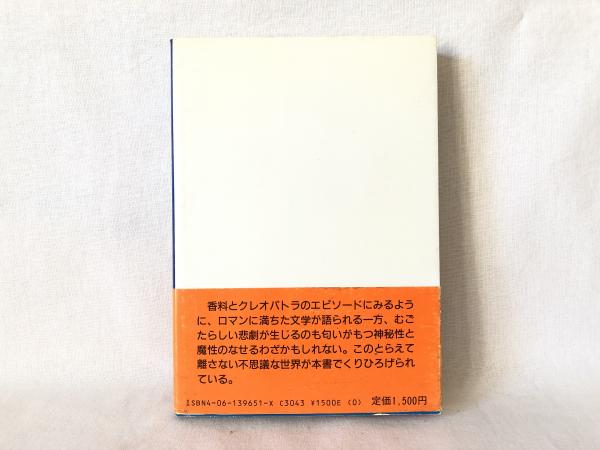 香料とクレオパトラのエピソードにみるよう
に、ロマンに満ちた文学が語られる一方、むご
たらしい悲劇が生じるのも匂いがもつ神秘性と
魔性のなせるわざかもしれない。このとらえて
離さない不思議な世界が本書でくりひろげられ
ている。
ISBN4-06-139651-X C3043 ¥1500E (0) 定価1,500円